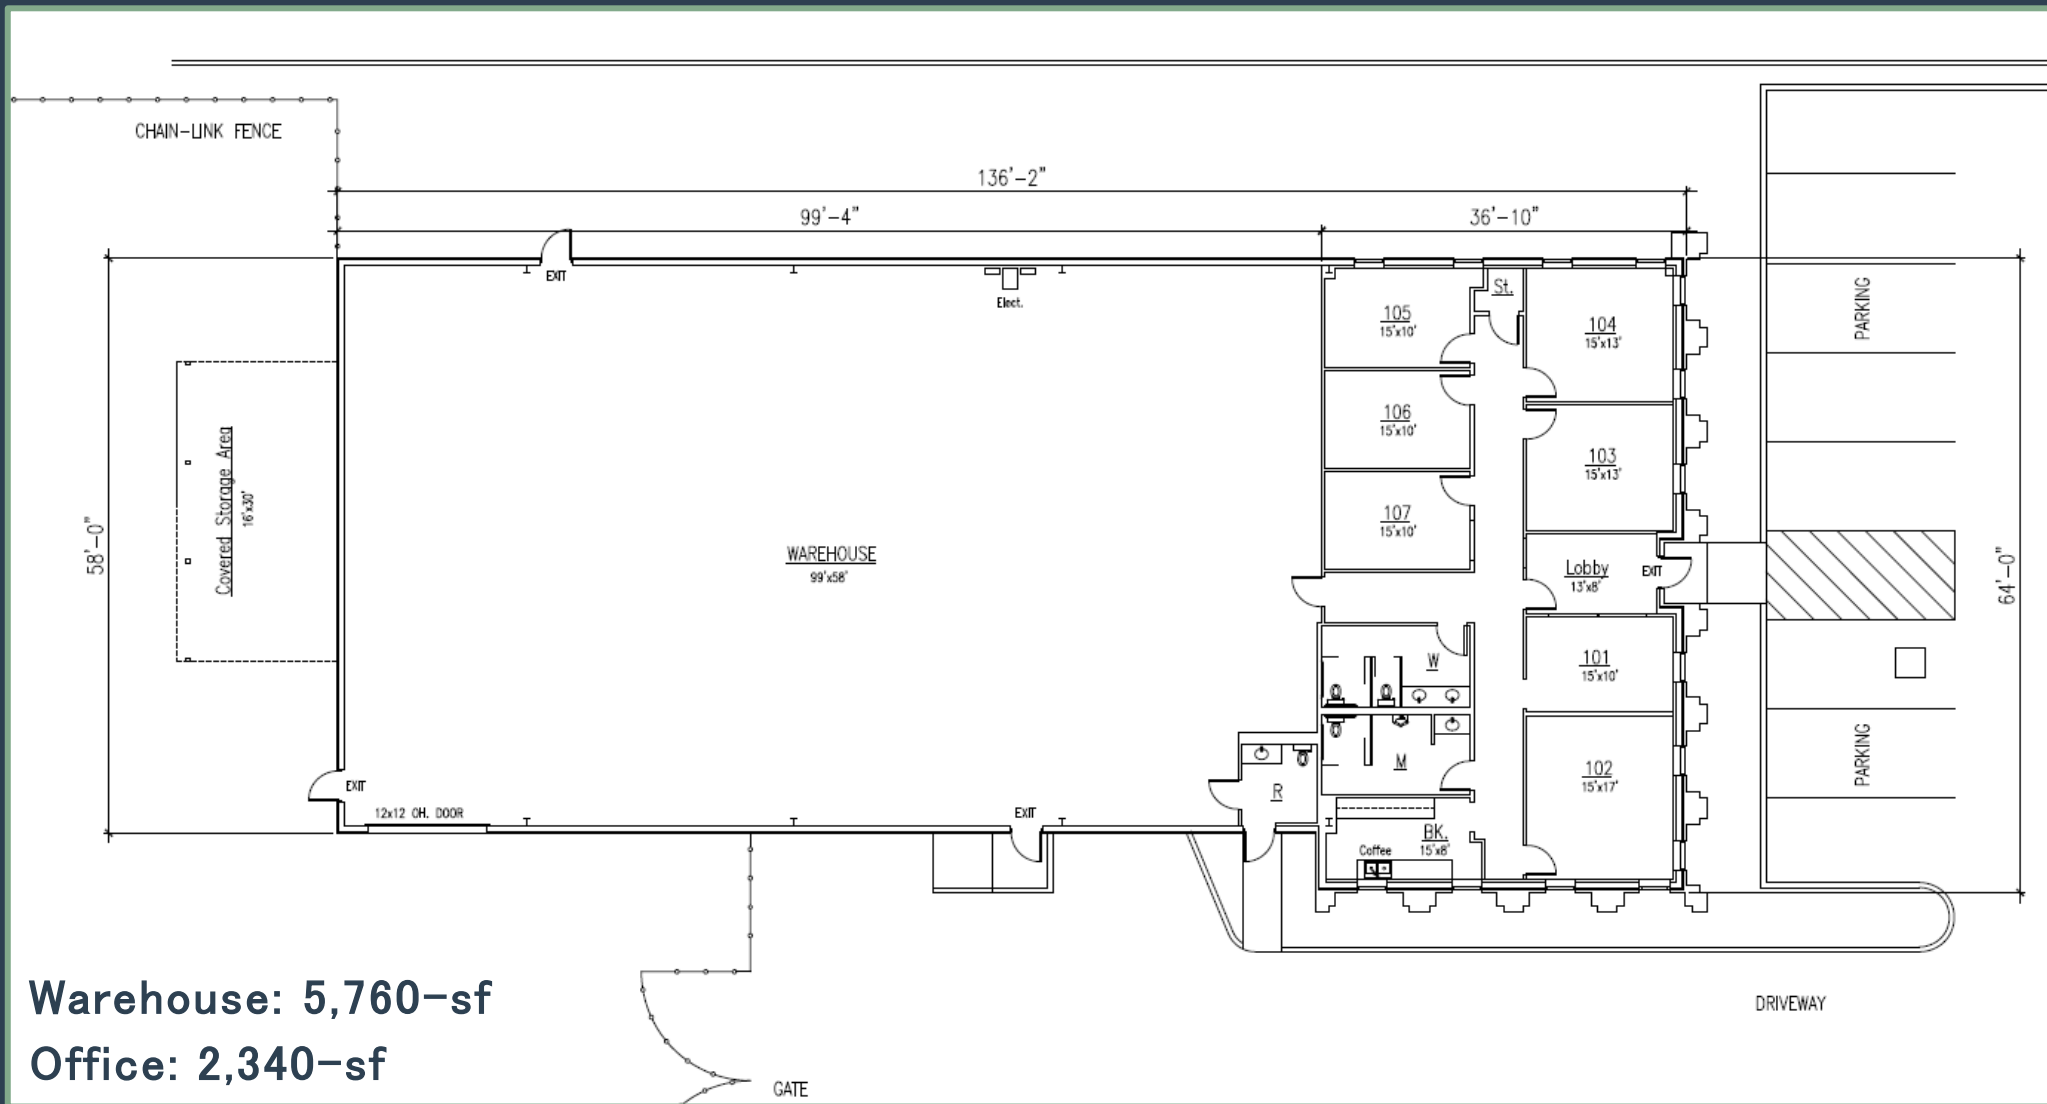 CHAIN-LINK FENCE
136'-2"
99'-4"
36'-10"
EXIT
Elect.
St.
105
15'x10'
104
15'x13'
PARKING
106
15'x10'
103
15'x13'
Covered Storage Area
16'x30'
58'-0"
107
15'x10'
WAREHOUSE
99'x58'
Lobby
13'x8'
EXIT
64'-0"
W
101
15'x10'
M
102
15'x17'
PARKING
EXIT
R
12x12 OH. DOOR
EXIT
BK.
15'x8'
Coffee
Warehouse: 5,760-sf
Office: 2,340-sf
DRIVEWAY
GATE